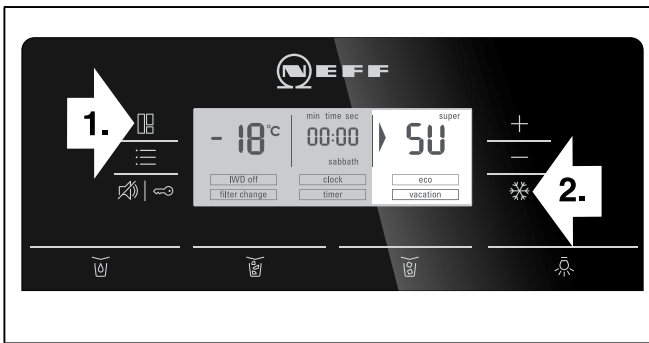 NEFF
1.
min time sec
super
- 18°C
00:00
SU
sabbath
IWD off
clock
eco
filter change
timer
vacation
+
−
2.